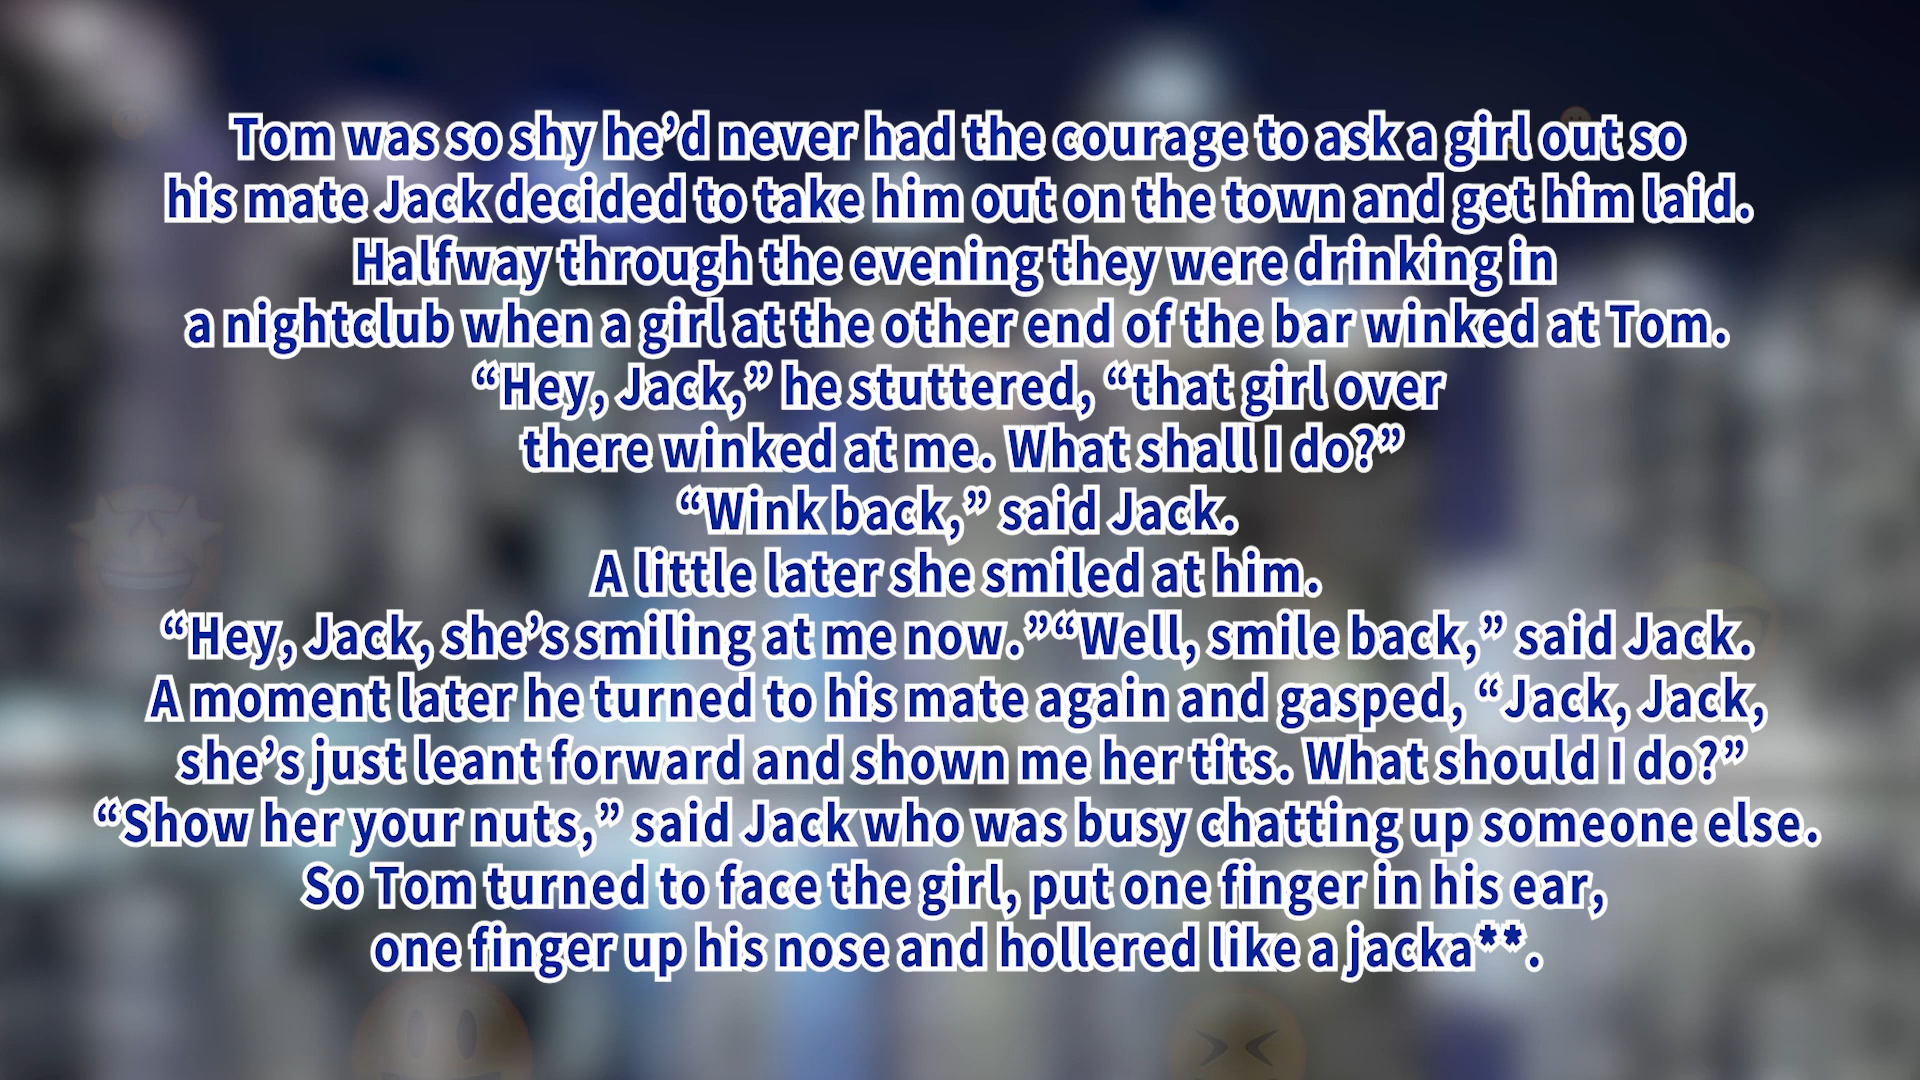 Tom was so shy he’d never had the courage to ask a girl out so
his mate Jack decided to take him out on the town and get him laid.
Halfway through the evening they were drinking in
a nightclub when a girl at the other end of the bar winked at Tom.
“Hey, Jack,” he stuttered, “that girl over
there winked at me. What shall I do?”
“Wink back,” said Jack.
A little later she smiled at him.
“Hey, Jack, she’s smiling at me now.”“Well, smile back,” said Jack.
A moment later he turned to his mate again and gasped, “Jack, Jack,
she’s just leant forward and shown me her tits. What should I do?”
“Show her your nuts,” said Jack who was busy chatting up someone else.
So Tom turned to face the girl, put one finger in his ear,
one finger up his nose and hollered like a jacka**.